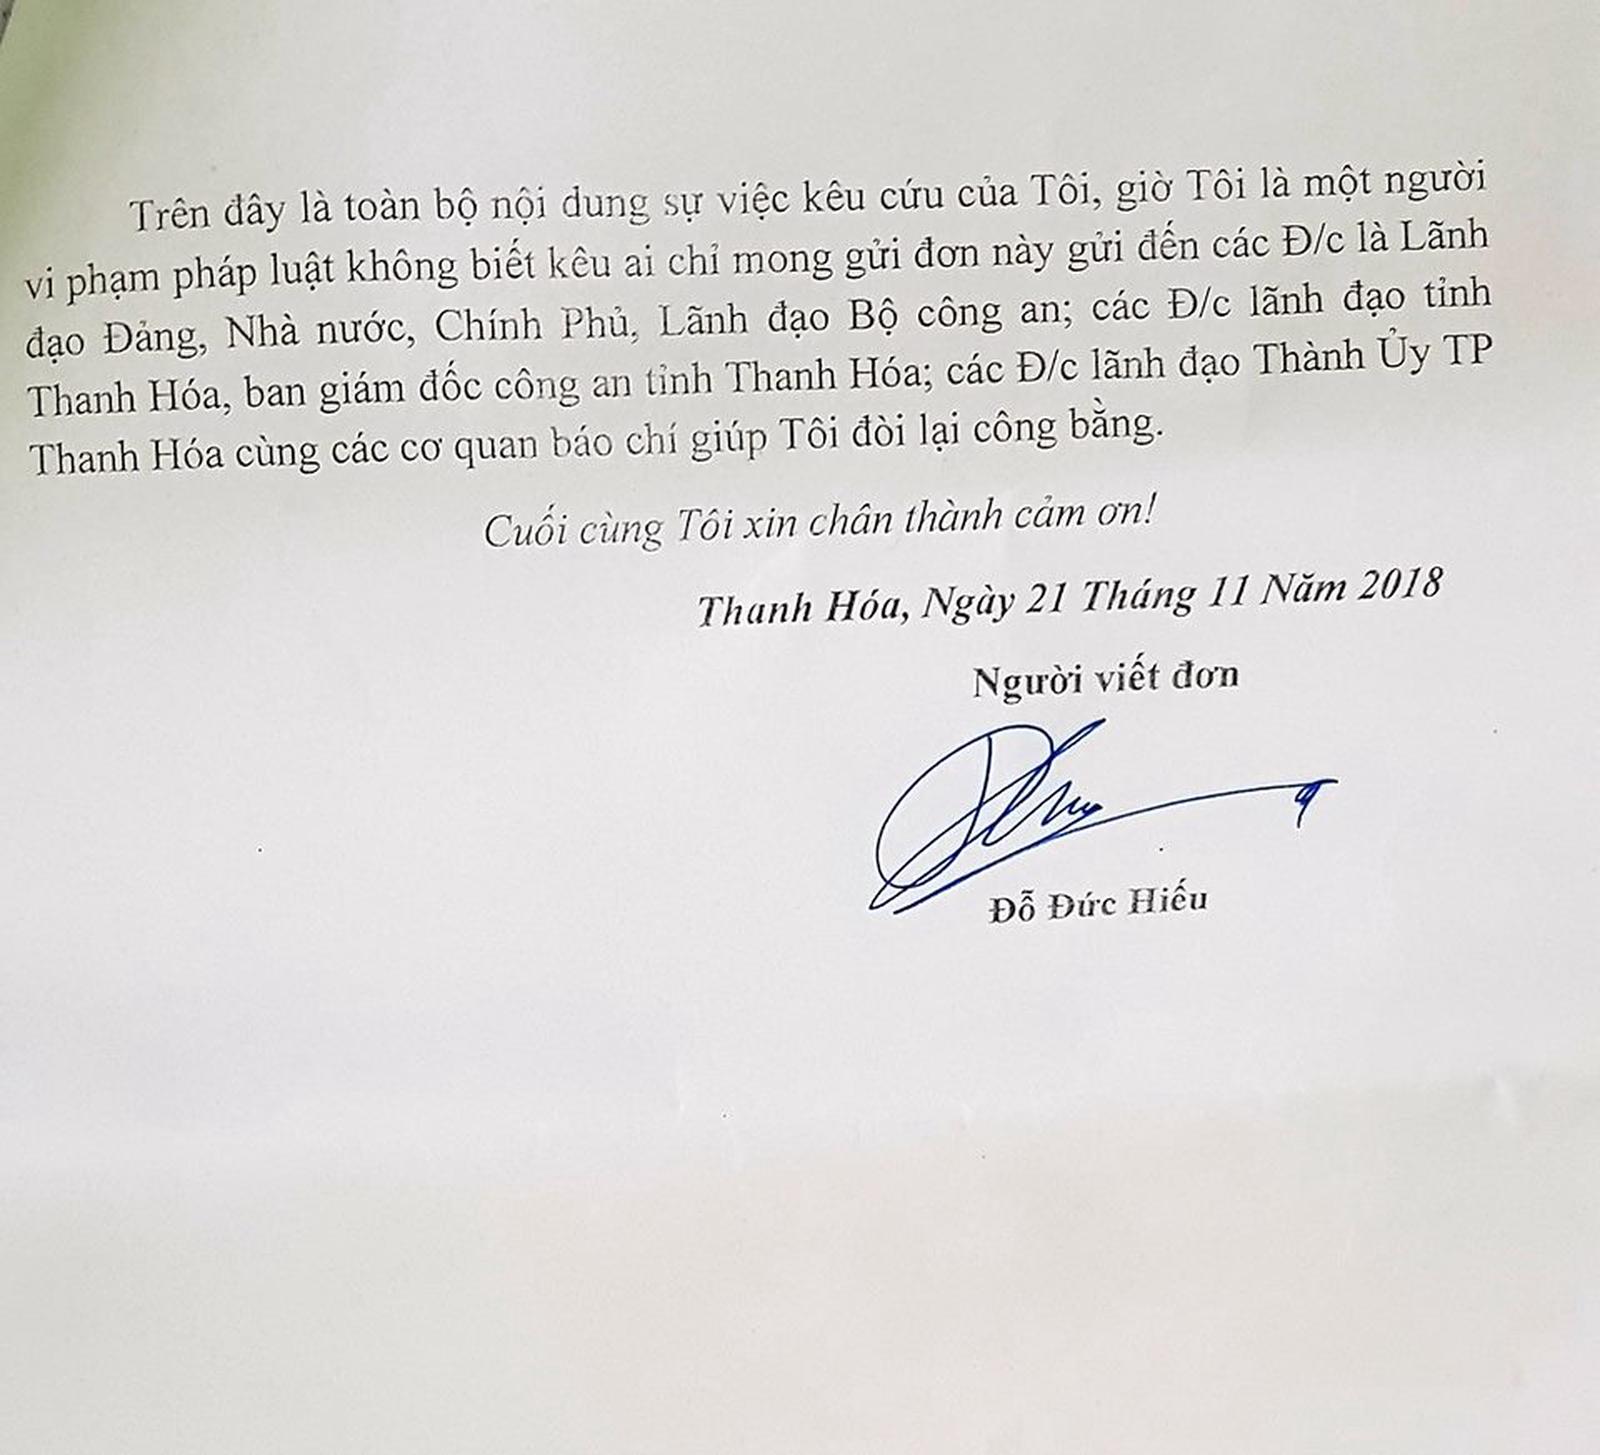 Trên đây là toàn bộ nội dung sự việc kêu cứu của Tôi, giờ Tôi là một người
vi phạm pháp luật không biết kêu ai chỉ mong gửi đơn này gửi đến các Đ/c là Lãnh
đạo Đảng, Nhà nước, Chính Phủ, Lãnh đạo Bộ công an; các Đ/c lãnh đạo tỉnh
Thanh Hóa, ban giám đốc công an tỉnh Thanh Hóa; các Đ/c lãnh đạo Thành Ủy TP
Thanh Hóa cùng các cơ quan báo chí giúp Tôi đòi lại công bằng.
Cuối cùng Tôi xin chân thành cảm ơn!
Thanh Hóa, Ngày 21 Tháng 11 Năm 2018
Người viết đơn
Đỗ Đức Hiếu